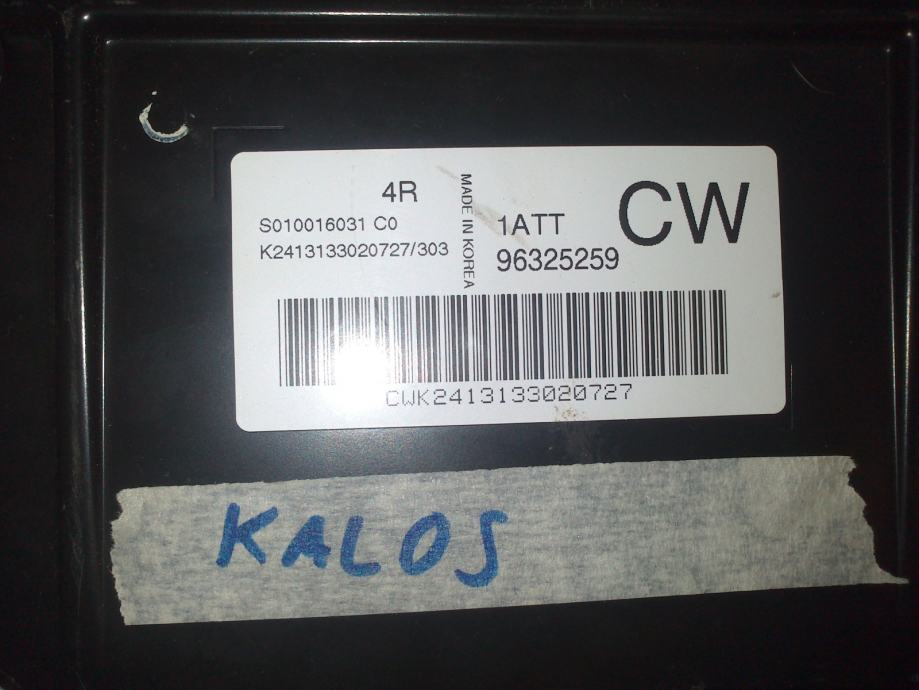 4R
S010016031 C0
K2413133020727/303
MADE IN KOREA
1ATT
96325259
CW
CWK2413133020727
KALOS